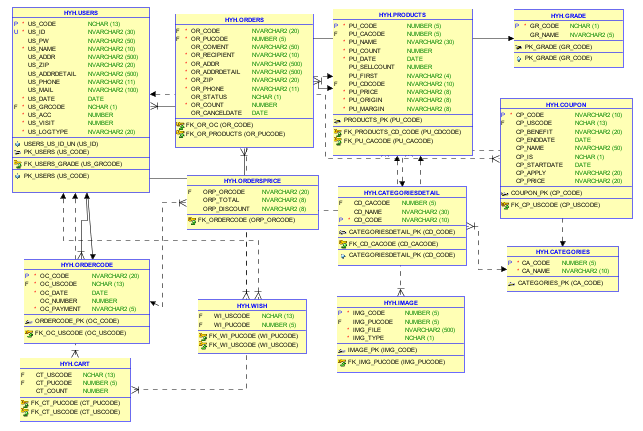 HYH.USERS
P * US_CODE NCHAR (13)
U * US_ID NVARCHAR2 (30)
US_PW NVARCHAR2 (50)
* US_NAME NVARCHAR2 (10)
US_ADDR NVARCHAR2 (500)
US_ZIP NVARCHAR2 (20)
US_ADDRDETAIL NVARCHAR2 (500)
* US_PHONE NVARCHAR2 (11)
US_MAIL NVARCHAR2 (100)
* US_DATE DATE
F * US_GRCODE NCHAR (1)
* US_ACC NUMBER
* US_VISIT NUMBER
* US_LOGTYPE NVARCHAR2 (20)
USERS_US_ID_UN (US_ID)
PK_USERS (US_CODE)
FK_USERS_GRADE (US_GRCODE)
PK_USERS (US_CODE)
HYH.ORDERS
F * OR_CODE NVARCHAR2 (20)
F * OR_PUCODE NUMBER (5)
OR_COMENT NVARCHAR2 (50)
* OR_RECIPIENT NVARCHAR2 (10)
* OR_ADDR NVARCHAR2 (500)
* OR_ADDRDETAIL NVARCHAR2 (500)
* OR_ZIP NVARCHAR2 (20)
* OR_PHONE NVARCHAR2 (11)
OR_STATUS NCHAR (1)
* OR_COUNT NUMBER
OR_CANCELDATE DATE
FK_OR_OC (OR_CODE)
FK_OR_PRODUCTS (OR_PUCODE)
HYH.PRODUCTS
P * PU_CODE NUMBER (5)
F * PU_CACODE NUMBER (5)
* PU_NAME NVARCHAR2 (30)
* PU_COUNT NUMBER
* PU_DATE DATE
* PU_SELLCOUNT NUMBER
PU_FIRST NVARCHAR2 (4)
F * PU_CDCODE NVARCHAR2 (10)
* PU_PRICE NVARCHAR2 (8)
* PU_ORIGIN NVARCHAR2 (8)
* PU_MARGIN NVARCHAR2 (8)
PRODUCTS_PK (PU_CODE)
FK_PRODUCTS_CD_CODE (PU_CDCODE)
FK_PU_CACODE (PU_CACODE)
HYH.GRADE
P * GR_CODE NCHAR (1)
* GR_NAME NVARCHAR2 (5)
PK_GRADE (GR_CODE)
PK_GRADE (GR_CODE)
HYH.COUPON
P * CP_CODE NVARCHAR2 (10)
F * CP_USCODE NCHAR (13)
* CP_BENEFIT NVARCHAR2 (20)
CP_ENDDATE DATE
* CP_NAME NVARCHAR2 (50)
* CP_IS NCHAR (1)
* CP_STARTDATE DATE
* CP_APPLY NVARCHAR2 (20)
* CP_PRICE NVARCHAR2 (20)
COUPON_PK (CP_CODE)
FK_CP_USCODE (CP_USCODE)
HYH.ORDERSPRICE
F * ORP_ORCODE NVARCHAR2 (20)
* ORP_TOTAL NVARCHAR2 (8)
* ORP_DISCOUNT NVARCHAR2 (8)
FK_ORDERCODE (ORP_ORCODE)
HYH.CATEGORIESDETAIL
F CD_CACODE NUMBER (5)
CD_NAME NVARCHAR2 (30)
P * CD_CODE NVARCHAR2 (10)
CATEGORIESDETAIL_PK (CD_CODE)
FK_CD_CACODE (CD_CACODE)
CATEGORIESDETAIL_PK (CD_CODE)
HYH.CATEGORIES
P * CA_CODE NUMBER (5)
* CA_NAME NVARCHAR2 (10)
CATEGORIES_PK (CA_CODE)
HYH.ORDERCODE
P * OC_CODE NVARCHAR2 (20)
F * OC_USCODE NCHAR (13)
* OC_DATE DATE
* OC_NUMBER NUMBER
* OC_PAYMENT NVARCHAR2 (5)
ORDERCODE_PK (OC_CODE)
FK_OC_USCODE (OC_USCODE)
HYH.WISH
F WI_USCODE NCHAR (13)
F WI_PUCODE NUMBER (5)
FK_WI_PUCODE (WI_PUCODE)
FK_WI_USCODE (WI_USCODE)
HYH.IMAGE
P * IMG_CODE NUMBER (5)
F * IMG_PUCODE NUMBER (5)
* IMG_FILE NVARCHAR2 (500)
* IMG_TYPE NCHAR (1)
IMAGE_PK (IMG_CODE)
FK_IMG_PUCODE (IMG_PUCODE)
HYH.CART
F CT_USCODE NCHAR (13)
F CT_PUCODE NUMBER (5)
CT_COUNT NUMBER
FK_CT_PUCODE (CT_PUCODE)
FK_CT_USCODE (CT_USCODE)